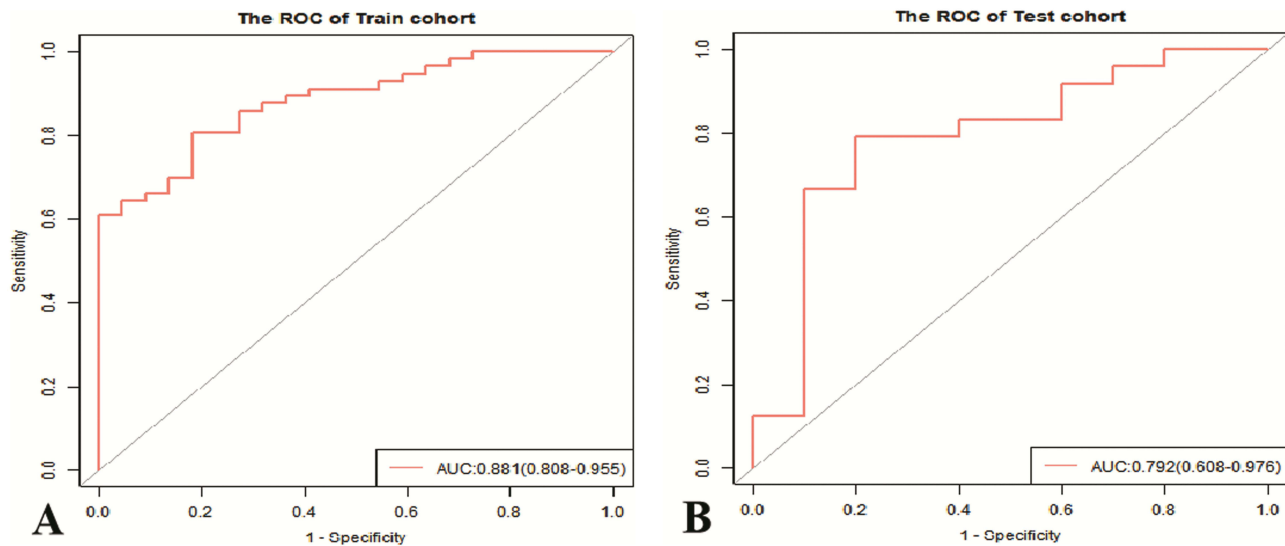 The ROC of Train cohort
Sensitivity
1.0
0.8
0.6
0.4
0.2
0.0
AUC:0.881(0.808-0.955)
0.0 0.2 0.4 0.6 0.8 1.0
1 - Specificity
A
The ROC of Test cohort
Sensitivity
1.0
0.8
0.6
0.4
0.2
0.0
AUC:0.792(0.608-0.976)
0.0 0.2 0.4 0.6 0.8 1.0
1 - Specificity
B